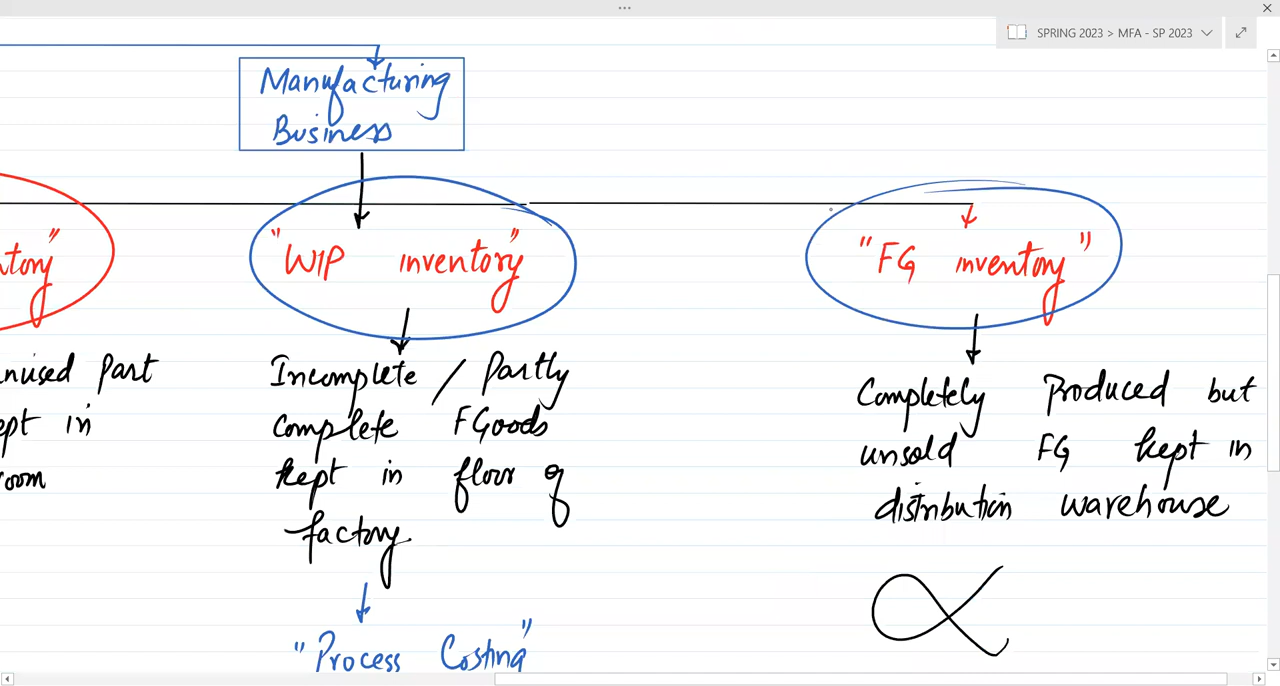 SPRING 2023 > MFA - SP 2023
Manufacturing
Business
ntory"
"WIP inventory"
"FG inventory"
nused part
ept in
room
Incomplete / Partly
complete FGoods
kept in floor of
factory
"Process Costing"
Completely produced but
unsold FG kept in
distribution warehouse